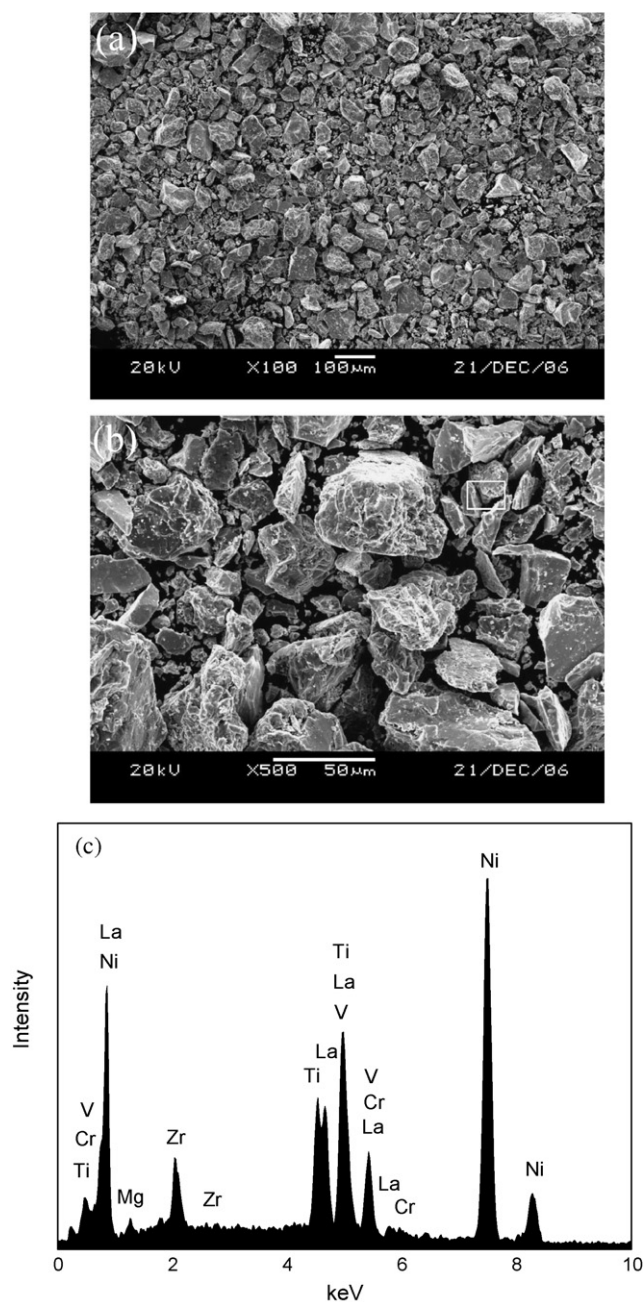 (a)
20kV X100 100µm 21/DEC/06
(b)
20kV X500 50µm 21/DEC/06
(c)
Intensity
La
Ni
V
Cr
Ti
Mg
Zr
Zr
Ti
La
V
La
Ti
V
Cr
La
La
Cr
Ni
Ni
0 2 4 6 8 10
keV